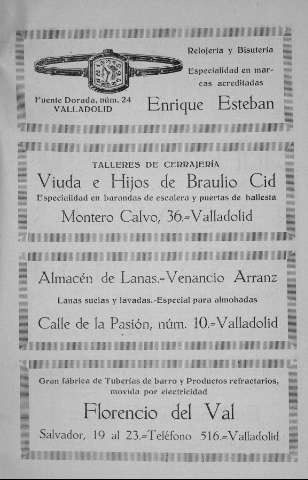 Relojería y Bisutería
Especialidad en mar-
cas acreditadas
Fuente Dorada, núm. 24
VALLADOLID
Enrique Esteban
TALLERES DE CERRAJERÍA
Viuda e Hijos de Braulio Cid
Especialidad en barandas de escalera y puertas de ballesta
Montero Calvo, 36.=Valladolid
Almacén de Lanas.-Venancio Arranz
Lanas sucias y lavadas.-Especial para almohadas
Calle de la Pasión, núm. 10.=Valladolid
Gran fábrica de Tuberías de barro y Productos refractarios,
movida por electricidad
Florencio del Val
Salvador, 19 al 23.=Teléfono 516.=Valladolid